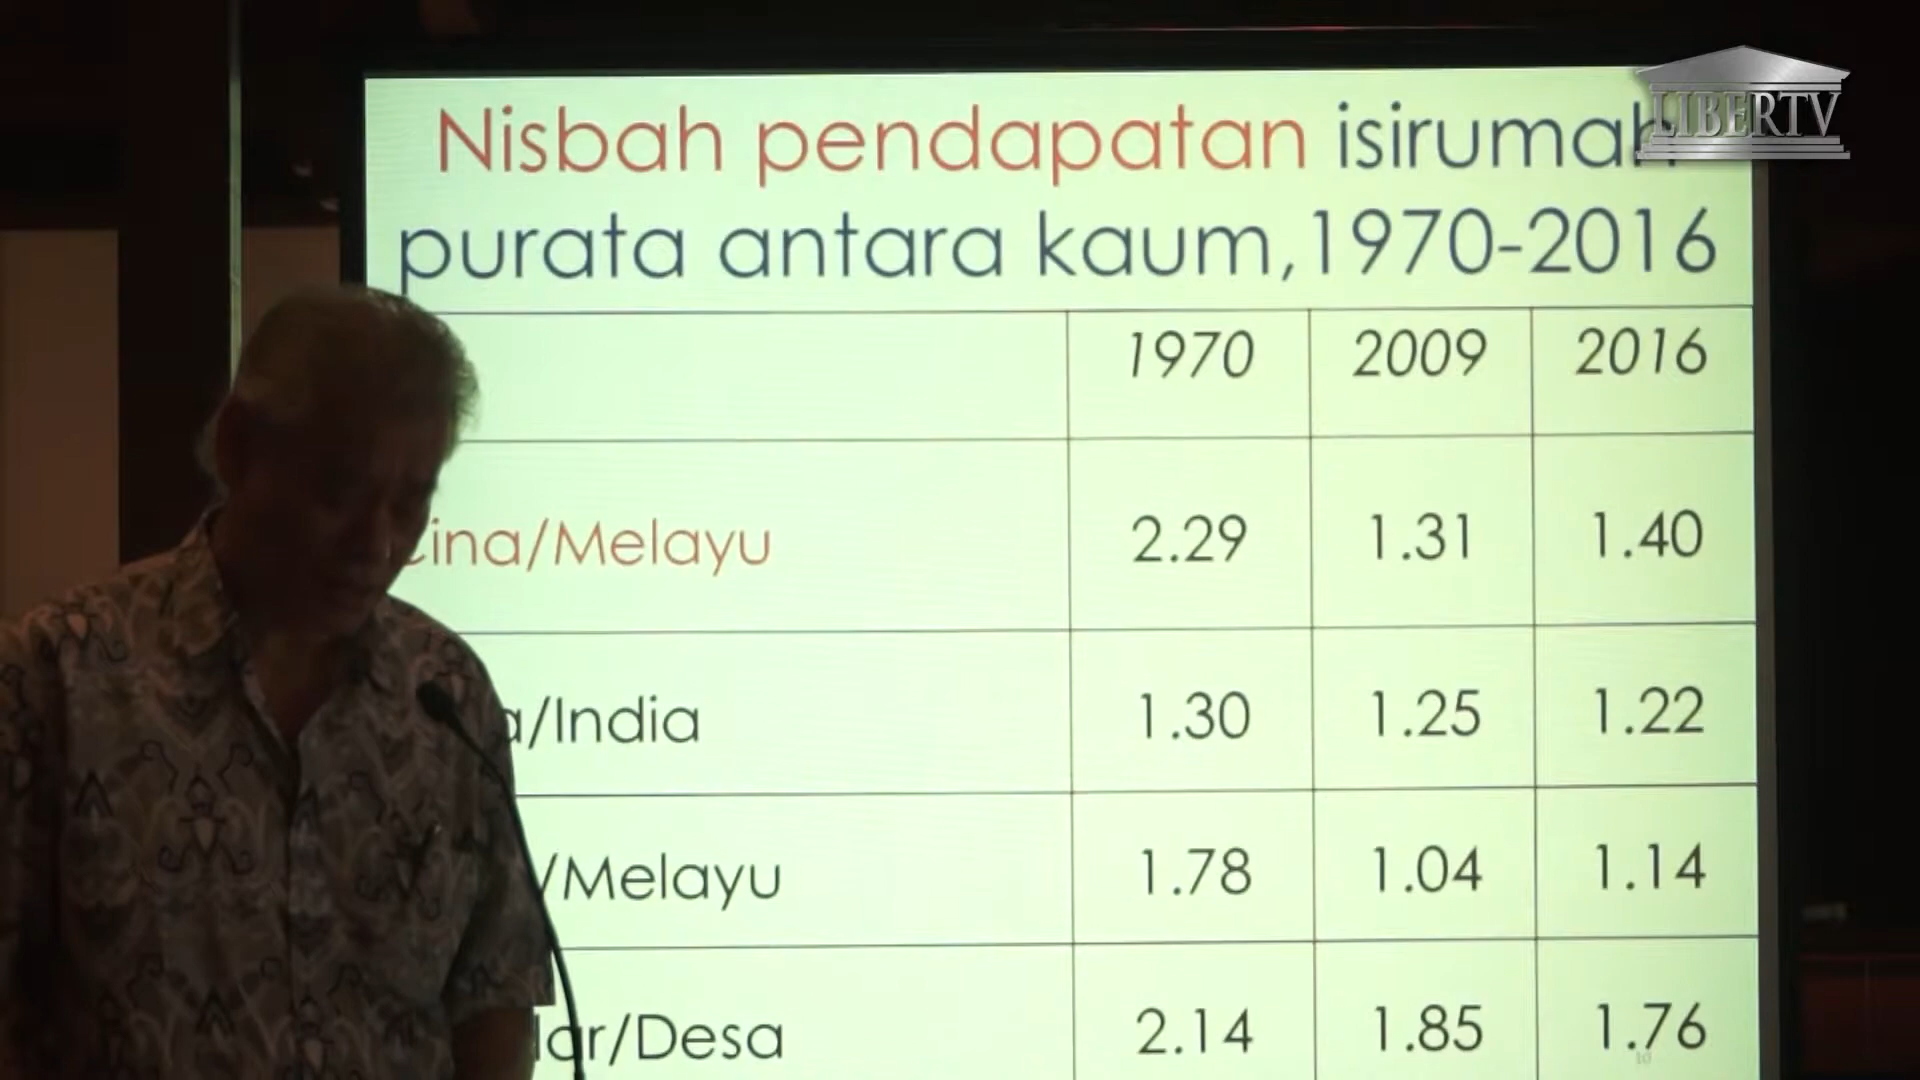 LIBERTV
Nisbah pendapatan isirumah
purata antara kaum,1970-2016
1970 2009 2016
Cina/Melayu 2.29 1.31 1.40
/India 1.30 1.25 1.22
/Melayu 1.78 1.04 1.14
/Desa 2.14 1.85 1.76
10